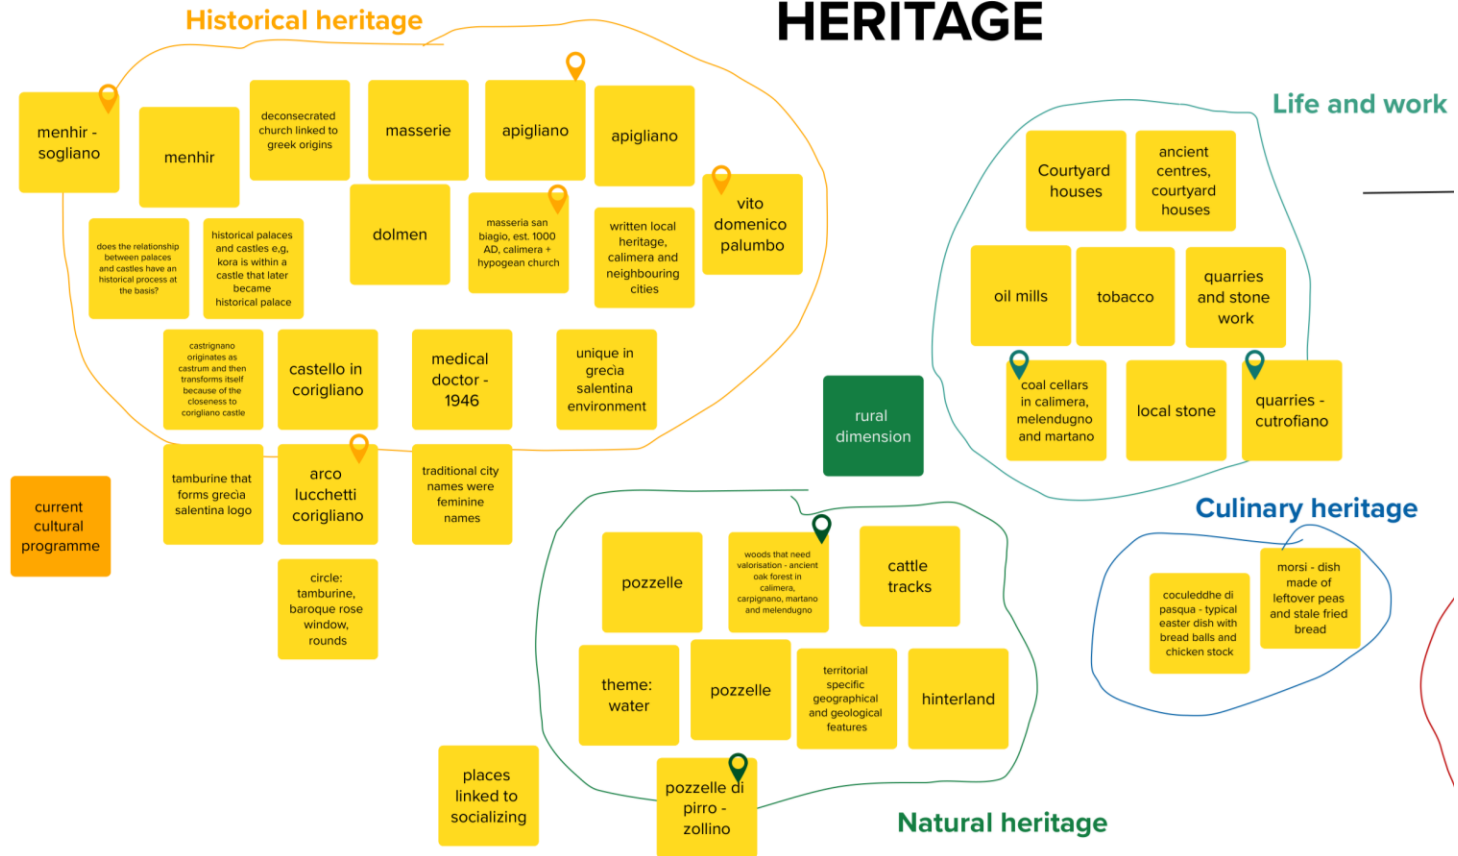 HERITAGE
Historical heritage
menhir -
sogliano
menhir
deconsecrated
church linked to
greek origins
masserie
apigliano
apigliano
does the relationship
between palaces
and castles have an
historical process at
the basis?
historical palaces
and castles e,g,
kora is within a
castle that later
became
historical palace
dolmen
masseria san
biagio, est. 1000
AD, calimera +
hypogean church
written local
heritage,
calimera and
neighbouring
cities
vito
domenico
palumbo
castrignano
originates as
castrum and then
transforms itself
because of the
closeness to
corigliano castle
castello in
corigliano
medical
doctor -
1946
unique in
grecìa
salentina
environment
tamburine that
forms grecìa
salentina logo
arco
lucchetti
corigliano
traditional city
names were
feminine
names
current
cultural
programme
circle:
tamburine,
baroque rose
window,
rounds
places
linked to
socializing
rural
dimension
Life and work
Courtyard
houses
ancient
centres,
courtyard
houses
oil mills
tobacco
quarries
and stone
work
coal cellars
in calimera,
melendugno
and martano
local stone
quarries -
cutrofiano
Culinary heritage
coculeddhe di
pasqua - typical
easter dish with
bread balls and
chicken stock
morsi - dish
made of
leftover peas
and stale fried
bread
pozzelle
woods that need
valorisation - ancient
oak forest in
calimera,
carpignano, martano
and melendugno
cattle
tracks
theme:
water
pozzelle
territorial
specific
geographical
and geological
features
hinterland
pozzelle di
pirro -
zollino
Natural heritage